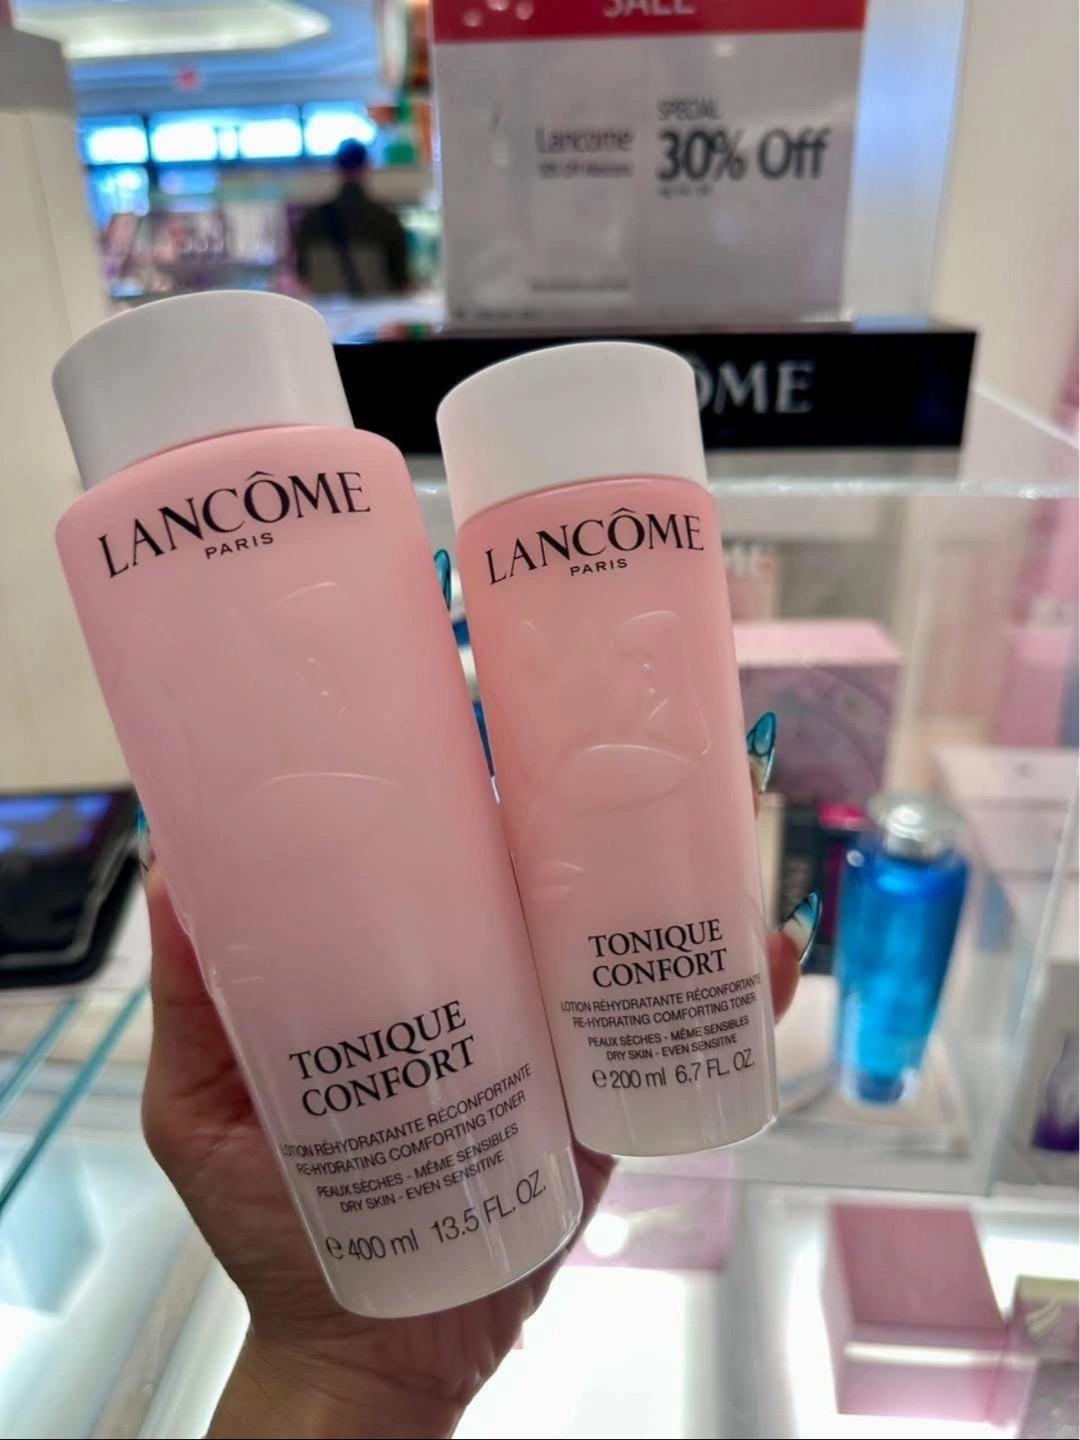 SALE
Lancome
SPECIAL
30% Off
ÔME
LANCÔME
PARIS
TONIQUE
CONFORT
LOTION RÉHYDRATANTE RÉCONFORTANTE
RE-HYDRATING COMFORTING TONER
PEAUX SÈCHES - MÊME SENSIBLES
DRY SKIN - EVEN SENSITIVE
e 400 ml 13.5 FL. OZ.
LANCÔME
PARIS
TONIQUE
CONFORT
LOTION RÉHYDRATANTE RÉCONFORTANTE
RE-HYDRATING COMFORTING TONER
PEAUX SÈCHES - MÊME SENSIBLES
DRY SKIN - EVEN SENSITIVE
e 200 ml 6.7 FL. OZ.